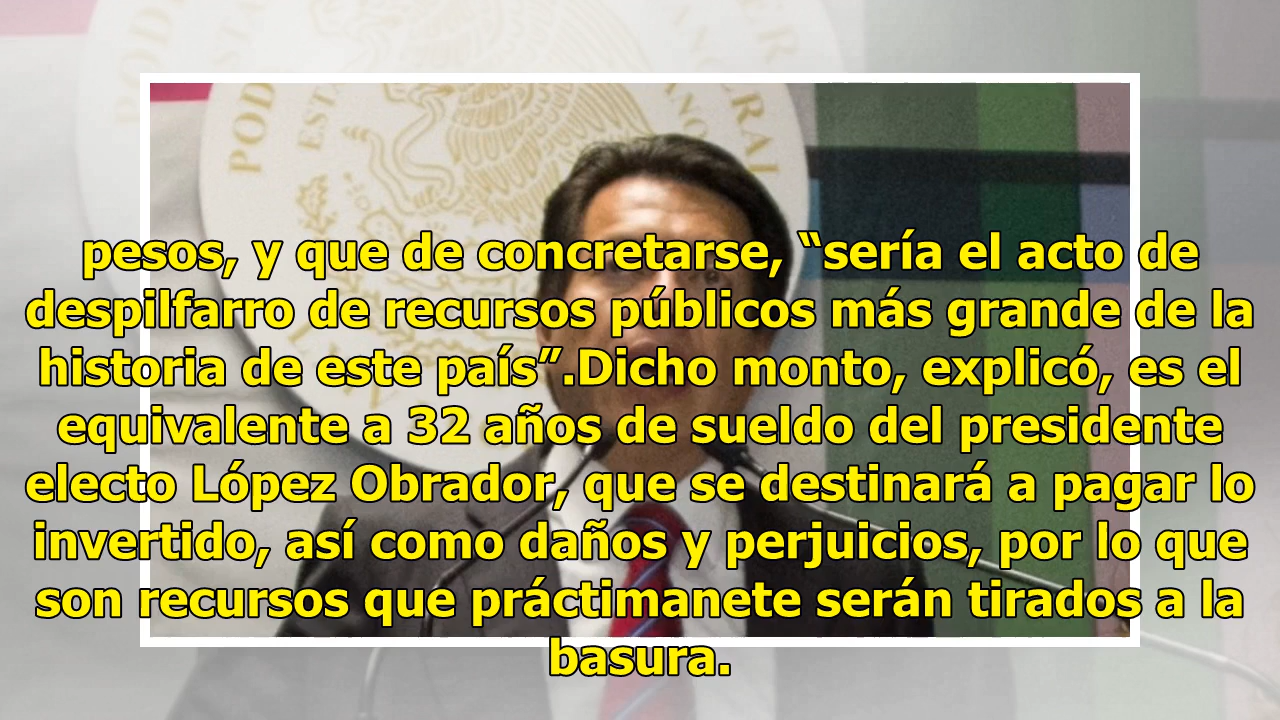 PODER
FEDERAL
pesos, y que de concretarse, “sería el acto de
despilfarro de recursos públicos más grande de la
historia de este país”.Dicho monto, explicó, es el
equivalente a 32 años de sueldo del presidente
electo López Obrador, que se destinará a pagar lo
invertido, así como daños y perjuicios, por lo que
son recursos que práctimanete serán tirados a la
basura.